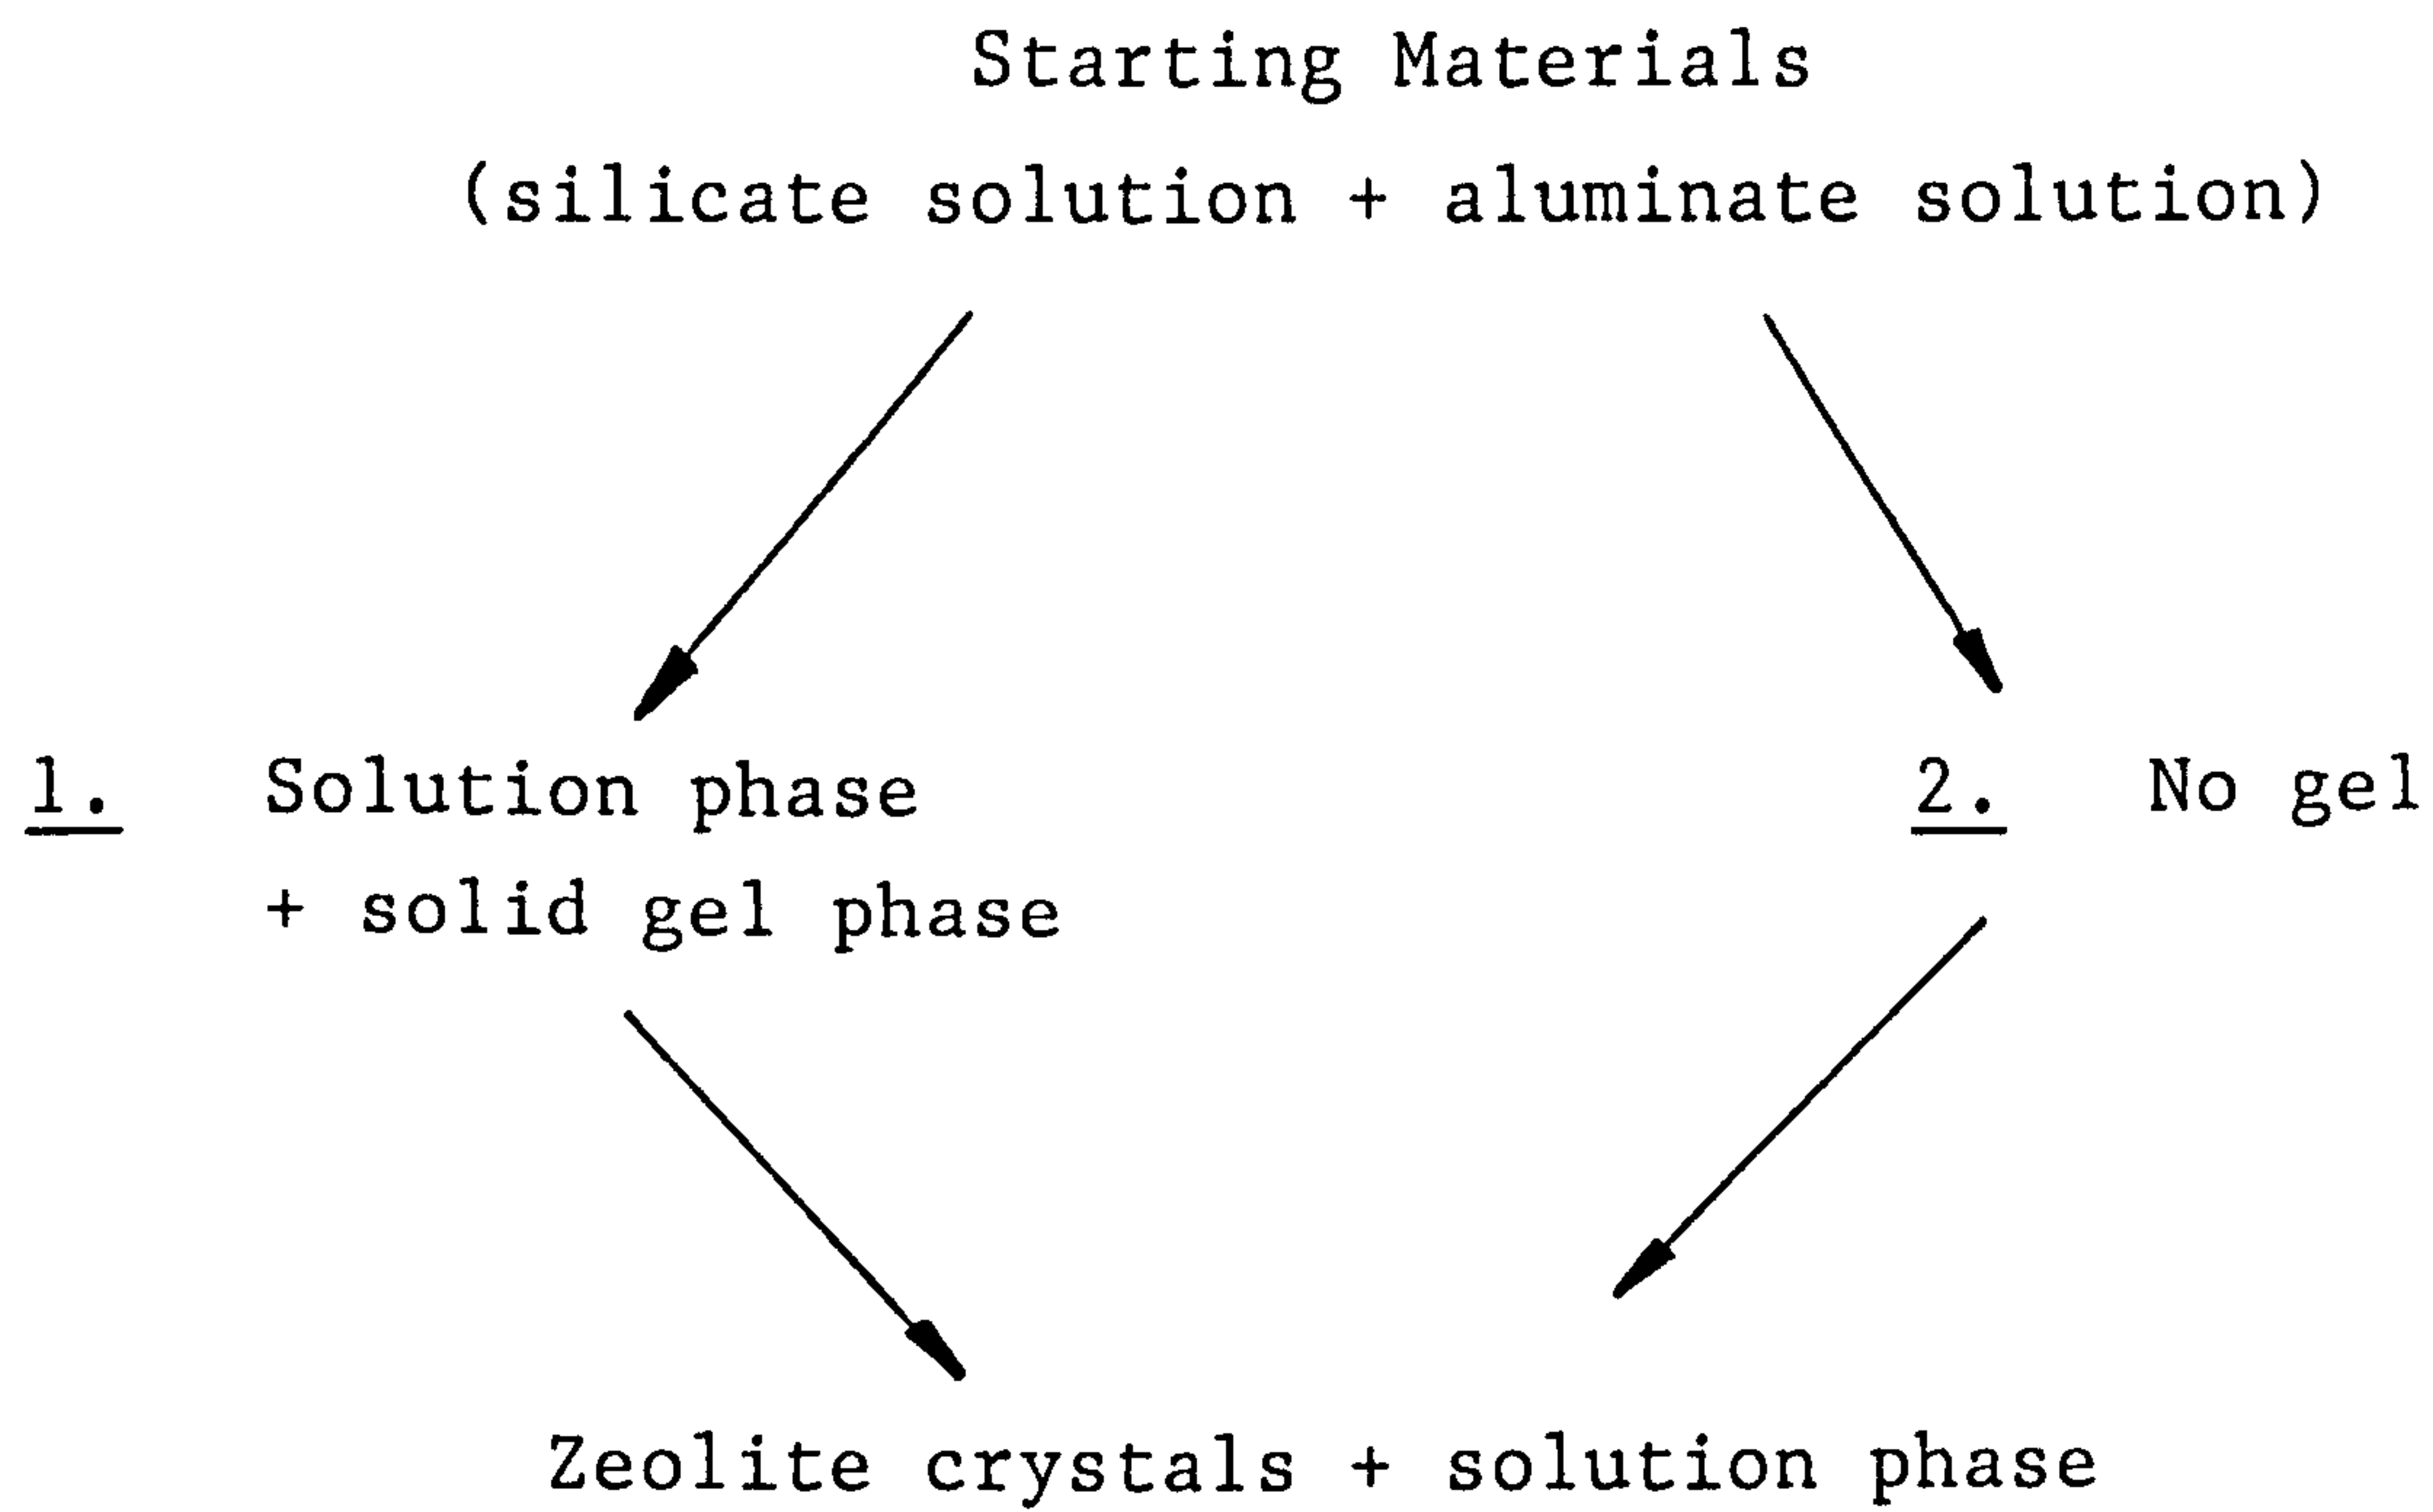 Starting Materials
(silicate solution + aluminate solution)
1. Solution phase
+ solid gel phase
2. No gel
Zeolite crystals + solution phase